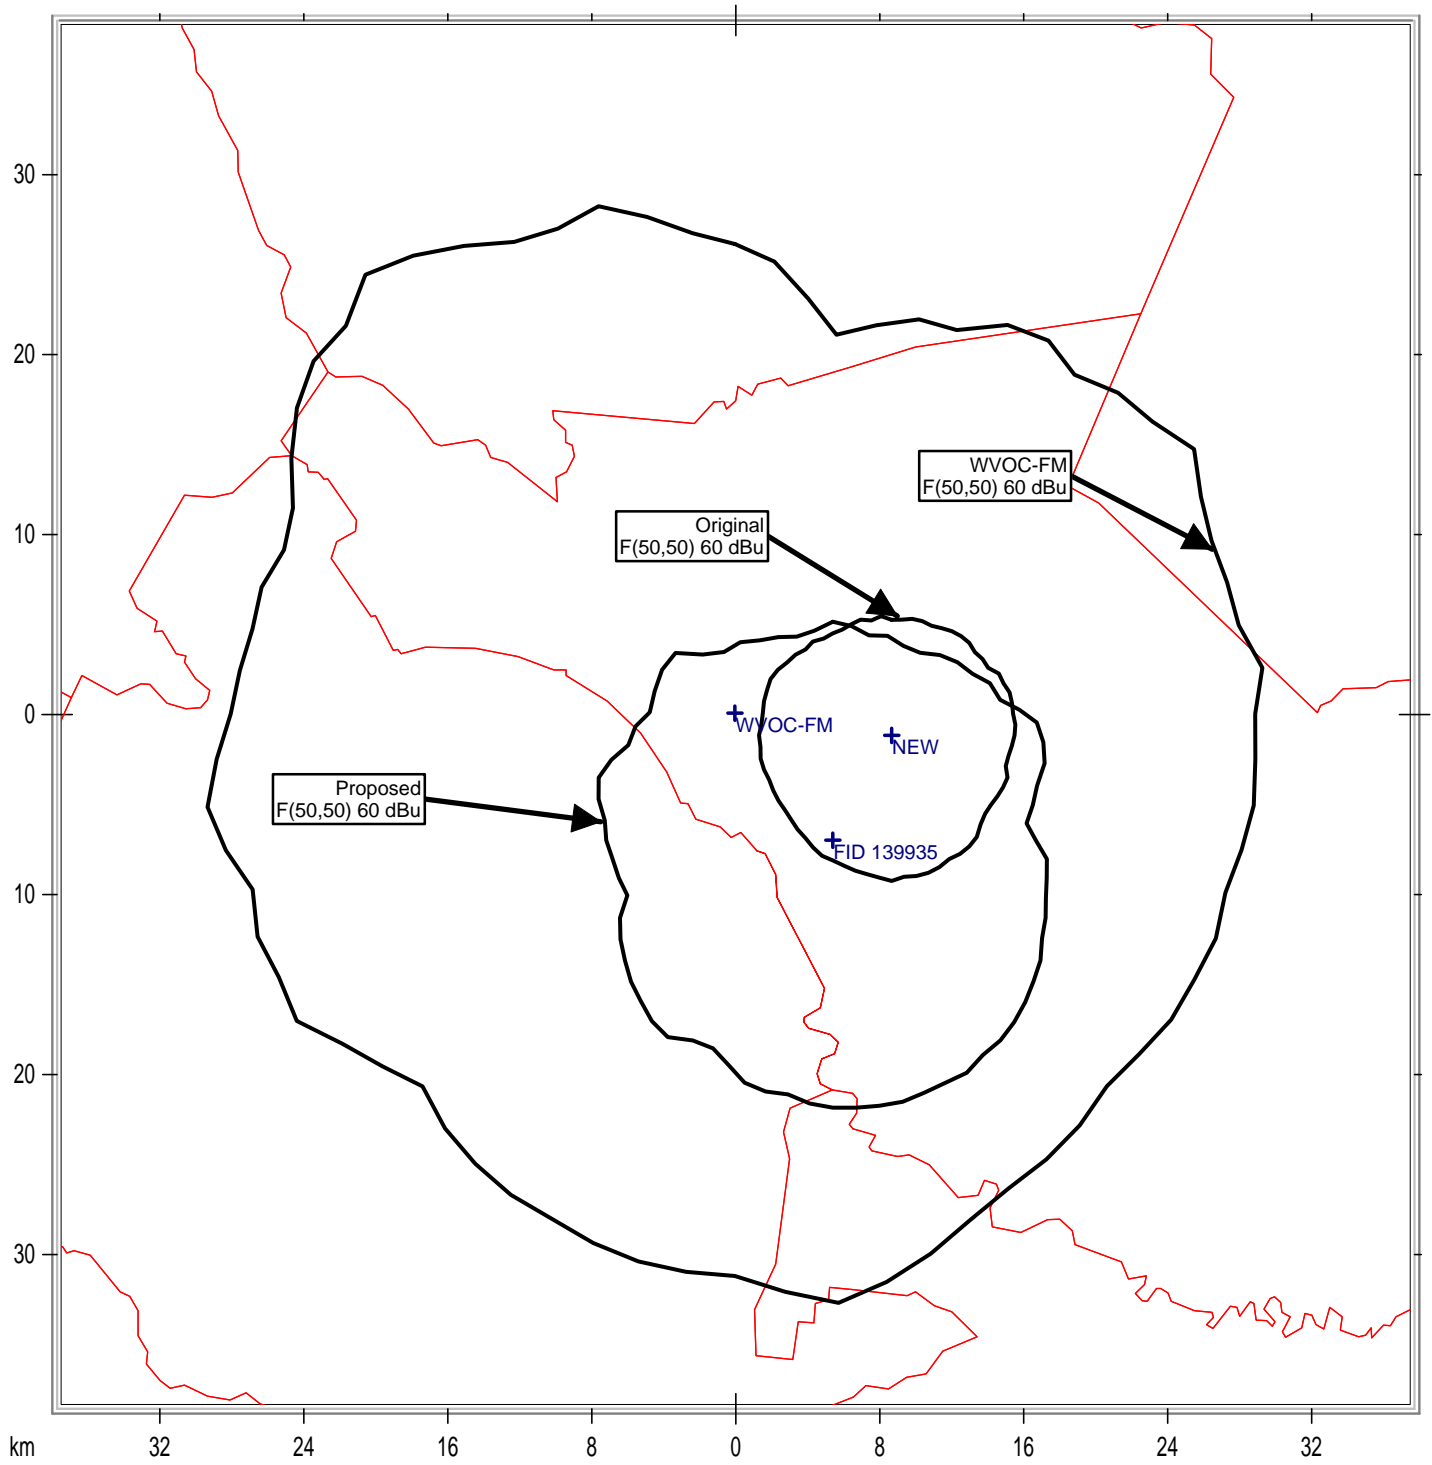 30
20
WVOC-FM
F(50,50) 60 dBu
10
Original
F(50,50) 60 dBu
0
WVOC-FM
NEW
Proposed
F(50,50) 60 dBu
FID 139935
10
20
30
km 32 24 16 8 0 8 16 24 32